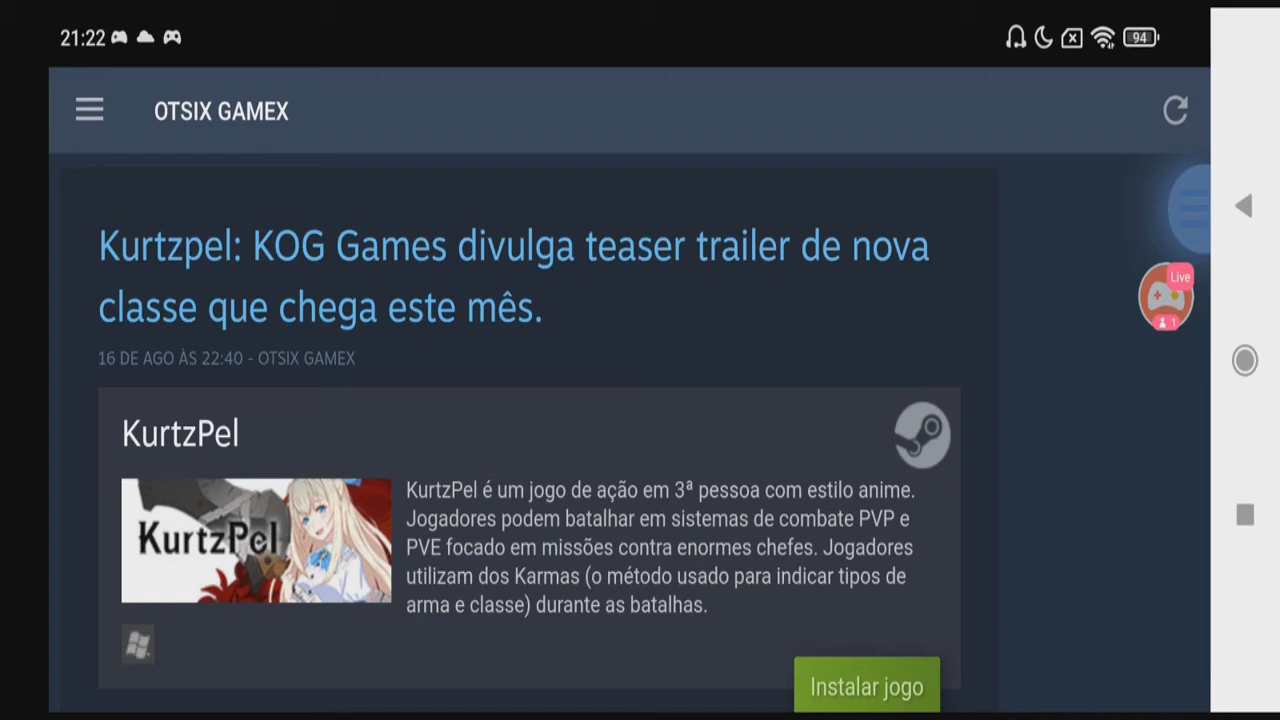 21:22
94
OTSIX GAMEX
Kurtzpel: KOG Games divulga teaser trailer de nova
classe que chega este mês.
16 DE AGO ÀS 22:40 - OTSIX GAMEX
Live
1
KurtzPel
KurtzPel
KurtzPel é um jogo de ação em 3ª pessoa com estilo anime.
Jogadores podem batalhar em sistemas de combate PVP e
PVE focado em missões contra enormes chefes. Jogadores
utilizam dos Karmas (o método usado para indicar tipos de
arma e classe) durante as batalhas.
Instalar jogo